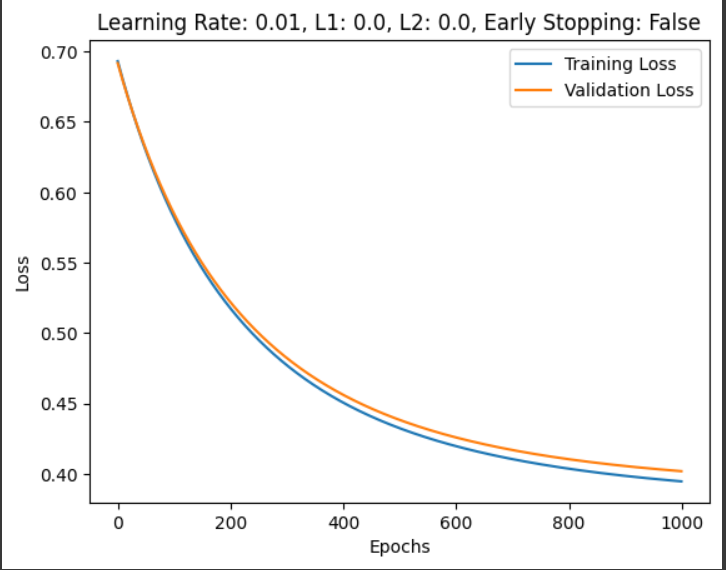 Learning Rate: 0.01, L1: 0.0, L2: 0.0, Early Stopping: False
Training Loss
Validation Loss
0.70
0.65
0.60
0.55
0.50
0.45
0.40
Loss
0 200 400 600 800 1000
Epochs